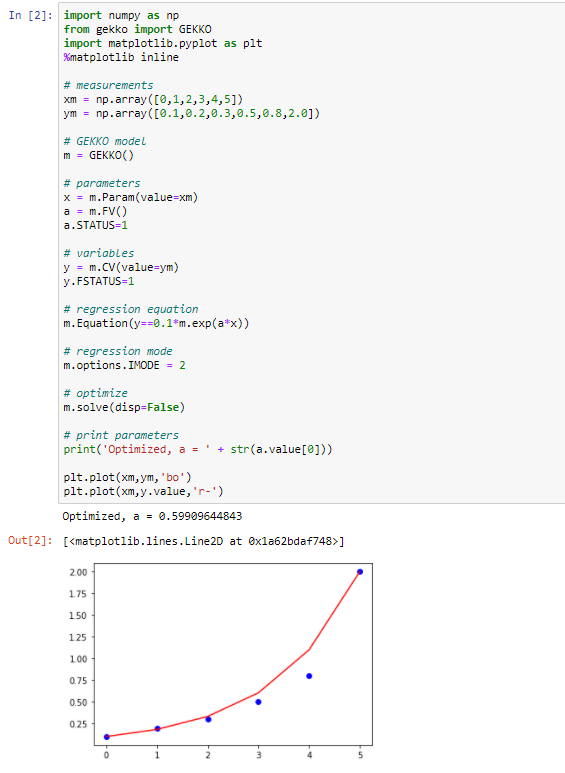 In [2]: import numpy as np
from gekko import GEKKO
import matplotlib.pyplot as plt
%matplotlib inline
# measurements
xm = np.array([0,1,2,3,4,5])
ym = np.array([0.1,0.2,0.3,0.5,0.8,2.0])
# GEKKO model
m = GEKKO()
# parameters
x = m.Param(value=xm)
a = m.FV()
a.STATUS=1
# variables
y = m.CV(value=ym)
y.FSTATUS=1
# regression equation
m.Equation(y==0.1*m.exp(a*x))
# regression mode
m.options.IMODE = 2
# optimize
m.solve(disp=False)
# print parameters
print('Optimized, a = ' + str(a.value[0]))
plt.plot(xm,ym,'bo')
plt.plot(xm,y.value,'r-')
Optimized, a = 0.59909644843
Out[2]: [<matplotlib.lines.Line2D at 0x1a62bdaf748>]
2.00
1.75
1.50
1.25
1.00
0.75
0.50
0.25
0 1 2 3 4 5